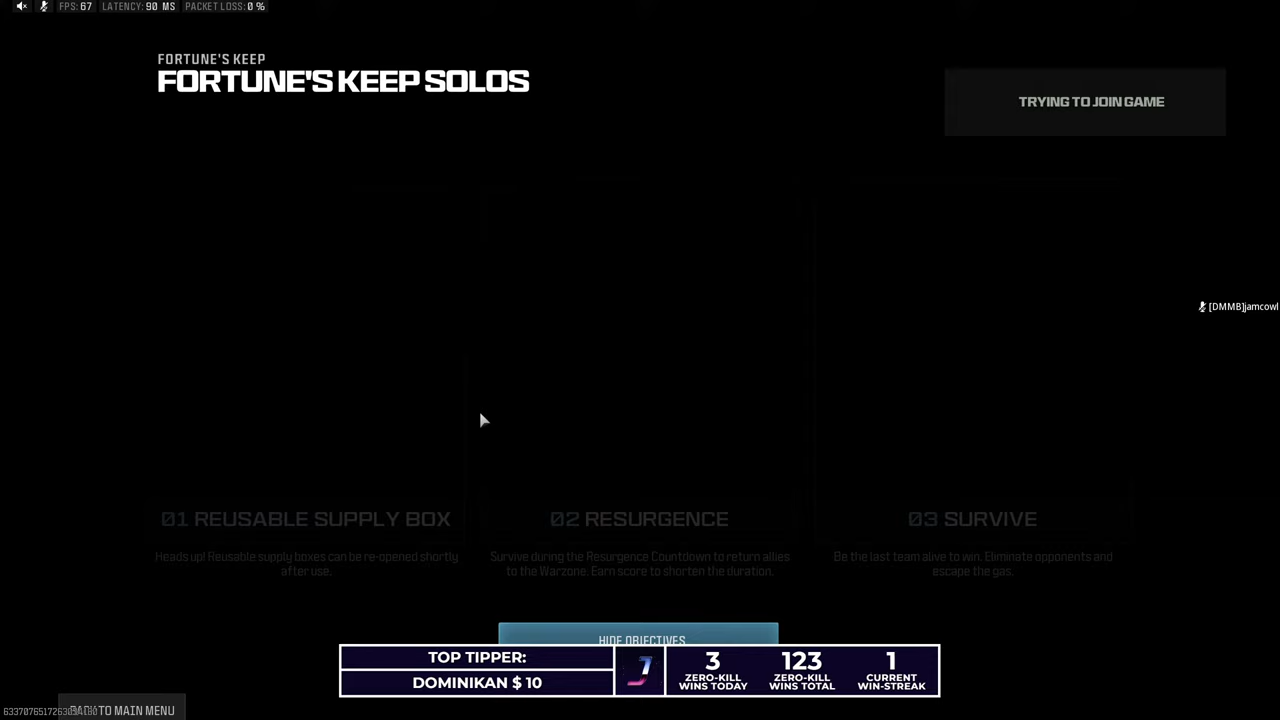 FPS: 67 LATENCY: 90 MS PACKET LOSS: 0 %
FORTUNE'S KEEP
FORTUNE'S KEEP SOLOS
TRYING TO JOIN GAME
[DMMB]jamcowl
01 REUSABLE SUPPLY BOX
Heads up! Reusable supply boxes can be re-opened shortly
after use.
02 RESURGENCE
Survive during the Resurgence Countdown to return allies
to the Warzone. Earn score to shorten the duration.
03 SURVIVE
Be the last team alive to win. Eliminate opponents and
escape the gas.
HIDE OBJECTIVES
TOP TIPPER:
DOMINIKAN $ 10
3
ZERO-KILL
WINS TODAY
123
ZERO-KILL
WINS TOTAL
1
CURRENT
WIN-STREAK
TO MAIN MENU